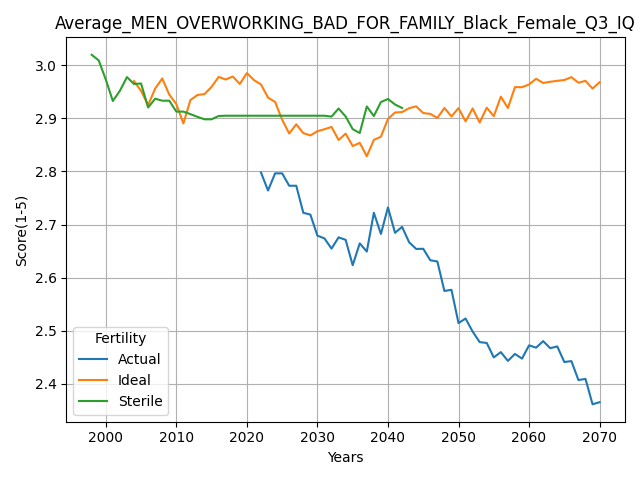 Average_MEN_OVERWORKING_BAD_FOR_FAMILY_Black_Female_Q3_IQ
3.0
2.9
2.8
2.7
2.6
2.5
2.4
Score(1-5)
Fertility
Actual
Ideal
Sterile
2000 2010 2020 2030 2040 2050 2060 2070
Years